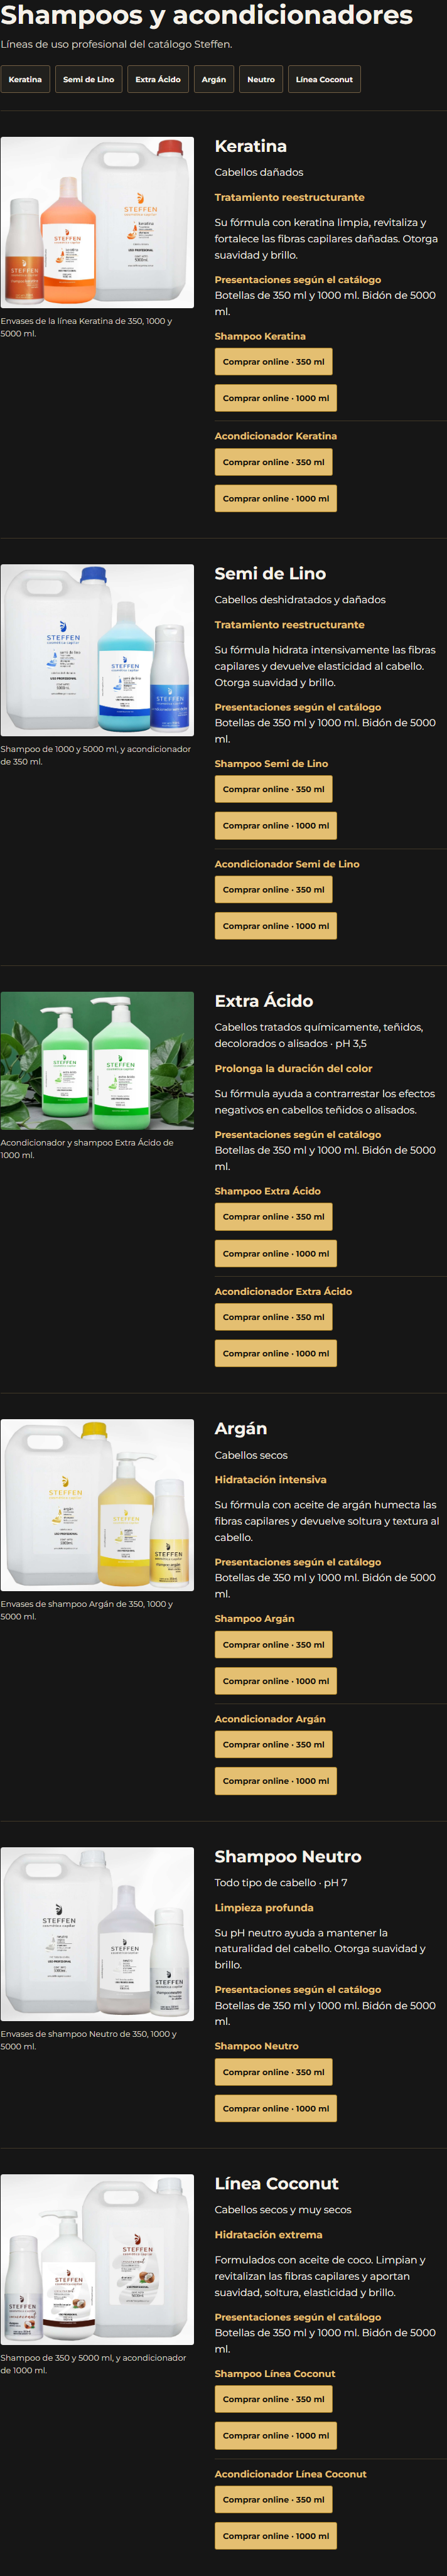 Shampoos y acondicionadores
Líneas de uso profesional del catálogo Steffen.
Keratina
Semi de Lino
Extra Ácido
Argán
Neutro
Línea Coconut
STEFFEN
Keratina
Cabellos dañados
Tratamiento reestructurante
Su fórmula con keratina limpia, revitaliza y
fortalece las fibras capilares dañadas. Otorga
suavidad y brillo.
Presentaciones según el catálogo
Botellas de 350 ml y 1000 ml. Bidón de 5000
ml.
Envases de la línea Keratina de 350, 1000 y
5000 ml.
Shampoo Keratina
Comprar online · 350 ml
Comprar online · 1000 ml
Acondicionador Keratina
Comprar online · 350 ml
Comprar online · 1000 ml
STEFFEN
Semi de Lino
Cabellos deshidratados y dañados
Tratamiento reestructurante
Su fórmula hidrata intensivamente las fibras
capilares y devuelve elasticidad al cabello.
Otorga suavidad y brillo.
Presentaciones según el catálogo
Botellas de 350 ml y 1000 ml. Bidón de 5000
ml.
Shampoo de 1000 y 5000 ml, y acondicionador
de 350 ml.
Shampoo Semi de Lino
Comprar online · 350 ml
Comprar online · 1000 ml
Acondicionador Semi de Lino
Comprar online · 350 ml
Comprar online · 1000 ml
STEFFEN
Extra Ácido
Cabellos tratados químicamente, teñidos,
decolorados o alisados · pH 3,5
Prolonga la duración del color
Su fórmula ayuda a contrarrestar los efectos
negativos en cabellos teñidos o alisados.
Presentaciones según el catálogo
Botellas de 350 ml y 1000 ml. Bidón de 5000
ml.
Acondicionador y shampoo Extra Ácido de
1000 ml.
Shampoo Extra Ácido
Comprar online · 350 ml
Comprar online · 1000 ml
Acondicionador Extra Ácido
Comprar online · 350 ml
Comprar online · 1000 ml
STEFFEN
Argán
Cabellos secos
Hidratación intensiva
Su fórmula con aceite de argán humecta las
fibras capilares y devuelve soltura y textura al
cabello.
Presentaciones según el catálogo
Botellas de 350 ml y 1000 ml. Bidón de 5000
ml.
Envases de shampoo Argán de 350, 1000 y
5000 ml.
Shampoo Argán
Comprar online · 350 ml
Comprar online · 1000 ml
Acondicionador Argán
Comprar online · 350 ml
Comprar online · 1000 ml
STEFFEN
Shampoo Neutro
Todo tipo de cabello · pH 7
Limpieza profunda
Su pH neutro ayuda a mantener la
naturalidad del cabello. Otorga suavidad y
brillo.
Presentaciones según el catálogo
Botellas de 350 ml y 1000 ml. Bidón de 5000
ml.
Envases de shampoo Neutro de 350, 1000 y
5000 ml.
Shampoo Neutro
Comprar online · 350 ml
Comprar online · 1000 ml
STEFFEN
Línea Coconut
Cabellos secos y muy secos
Hidratación extrema
Formulados con aceite de coco. Limpian y
revitalizan las fibras capilares y aportan
suavidad, soltura, elasticidad y brillo.
Presentaciones según el catálogo
Botellas de 350 ml y 1000 ml. Bidón de 5000
ml.
Shampoo de 350 y 5000 ml, y acondicionador
de 1000 ml.
Shampoo Línea Coconut
Comprar online · 350 ml
Comprar online · 1000 ml
Acondicionador Línea Coconut
Comprar online · 350 ml
Comprar online · 1000 ml